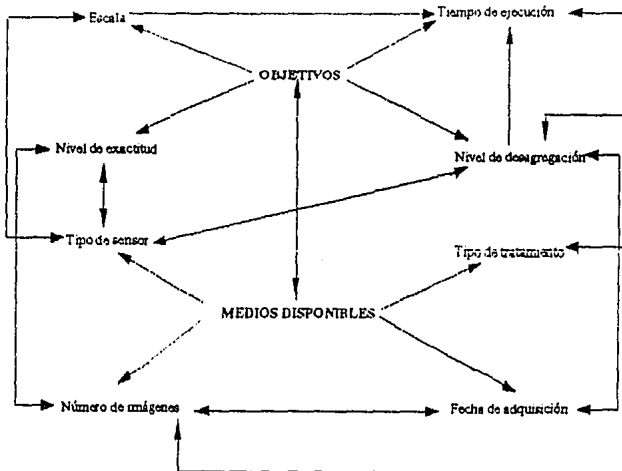 Escala
Tiempo de ejecución
OBJETIVOS
Nivel de exactitud
Nivel de desagregación
Tipo de sensor
Tipo de tratamiento
MEDIOS DISPONIBLES
Número de imágenes
Fecha de adquisición